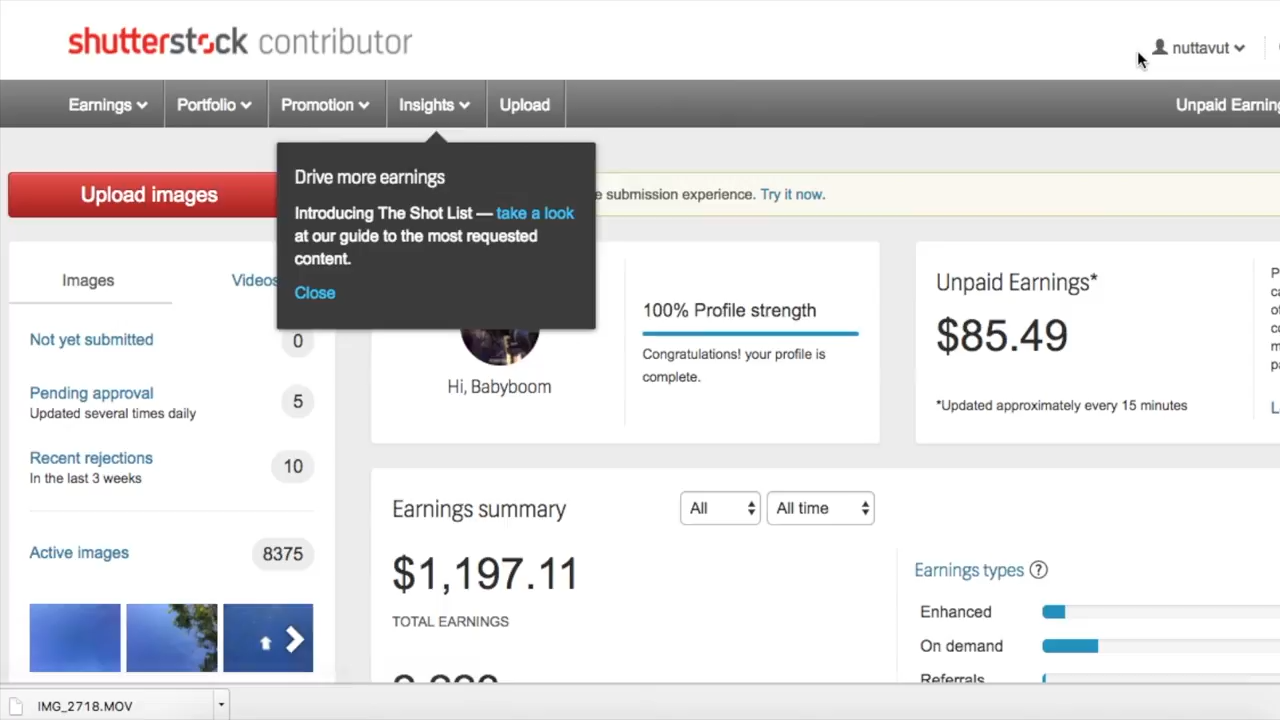 shutterstock contributor
nuttavut
Earnings
Portfolio
Promotion
Insights
Upload
Unpaid Earning
Upload images
Drive more earnings
Introducing The Shot List — take a look
at our guide to the most requested
content.
Close
e submission experience. Try it now.
Images
Videos
Not yet submitted
0
Pending approval
5
Updated several times daily
Recent rejections
10
In the last 3 weeks
Active images
8375
Hi, Babyboom
100% Profile strength
Congratulations! your profile is
complete.
Unpaid Earnings*
$85.49
*Updated approximately every 15 minutes
Earnings summary
All
All time
$1,197.11
TOTAL EARNINGS
Earnings types ?
Enhanced
On demand
Referrals
IMG_2718.MOV